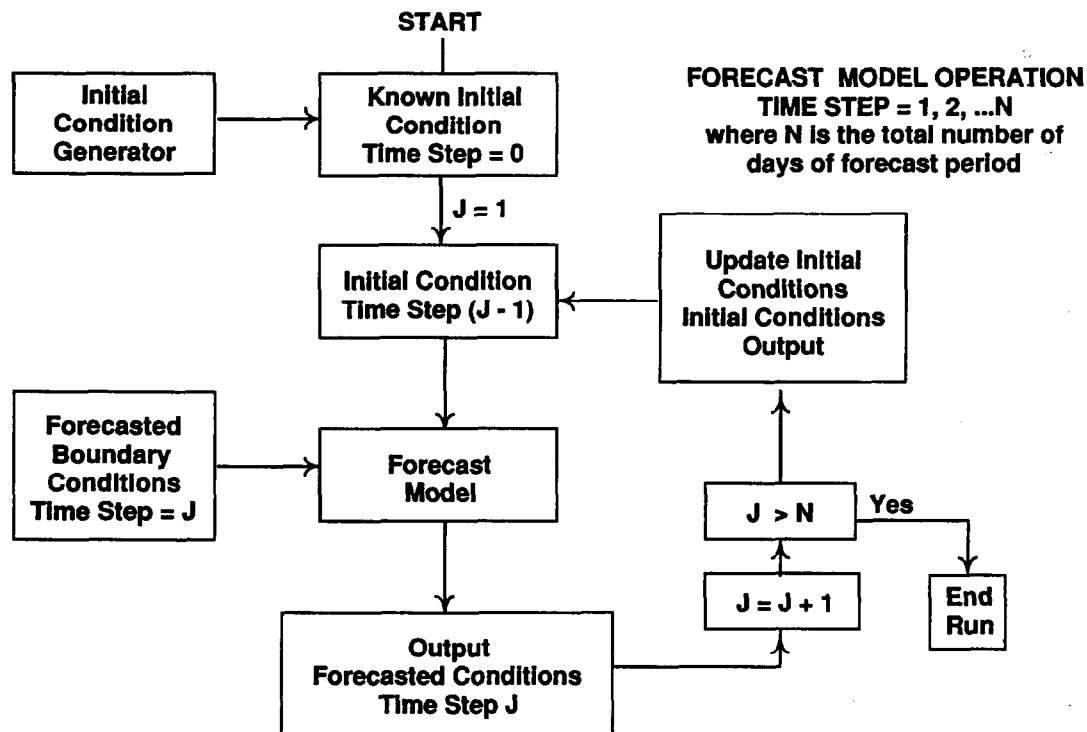 START
Initial
Condition
Generator
Known Initial
Condition
Time Step = 0
FORECAST MODEL OPERATION
TIME STEP = 1, 2, ...N
where N is the total number of
days of forecast period
J = 1
Initial Condition
Time Step (J - 1)
Update Initial
Conditions
Initial Conditions
Output
Forecasted
Boundary
Conditions
Time Step = J
Forecast
Model
J > N
Yes
J = J + 1
End
Run
Output
Forecasted Conditions
Time Step J